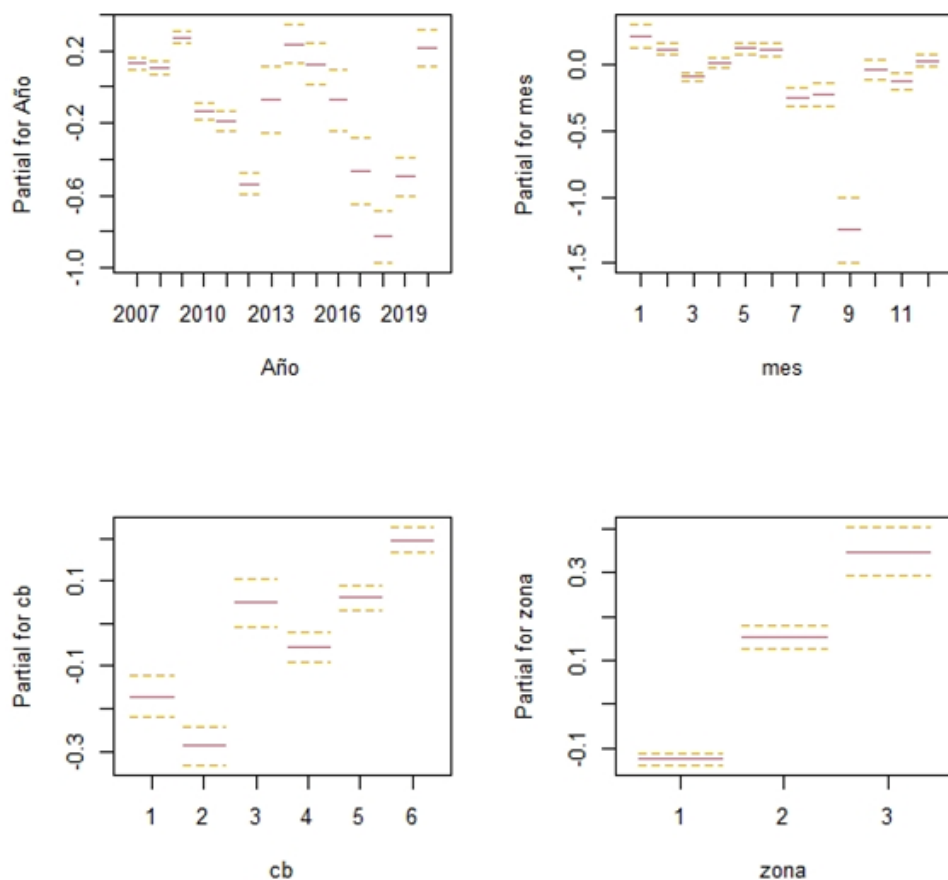 Partial for Año
0.2
-0.2
-0.6
-1.0
2007 2010 2013 2016 2019
Año
Partial for mes
0.0
-0.5
-1.0
-1.5
1 3 5 7 9 11
mes
Partial for cb
0.1
-0.1
-0.3
1 2 3 4 5 6
cb
Partial for zona
0.3
0.1
-0.1
1 2 3
zona